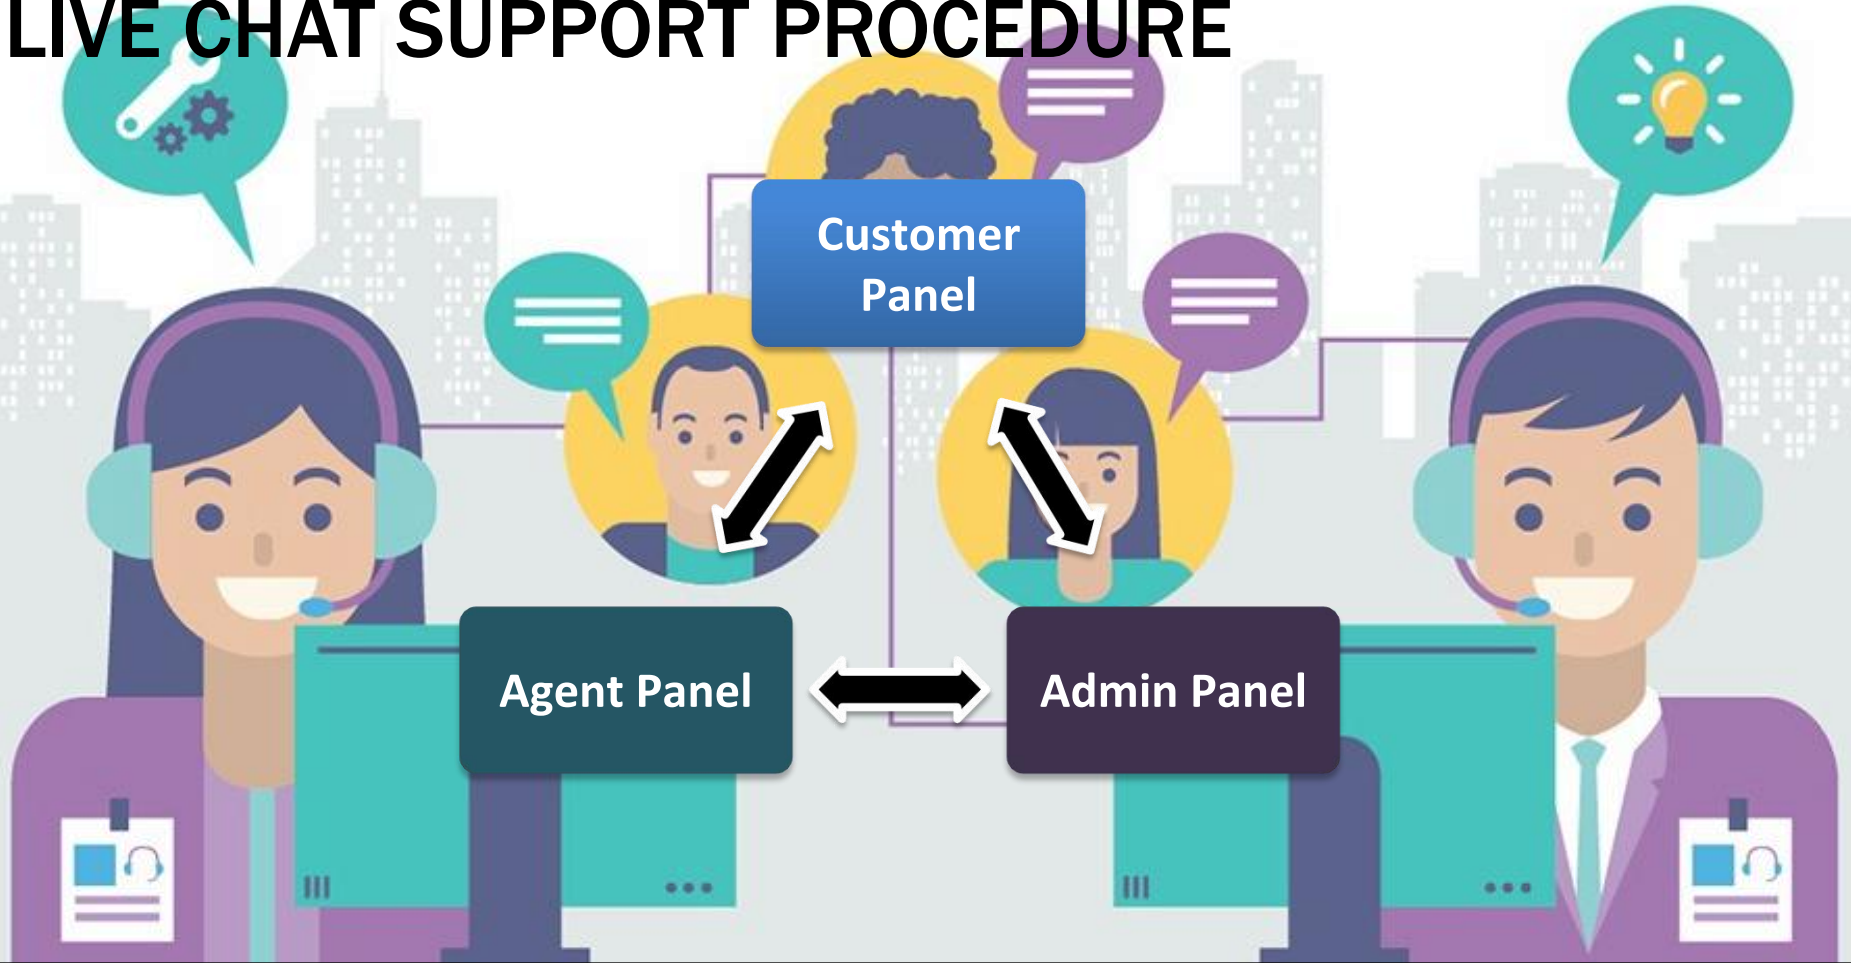 LIVE CHAT SUPPORT PROCEDURE
Customer
Panel
Agent Panel
Admin Panel